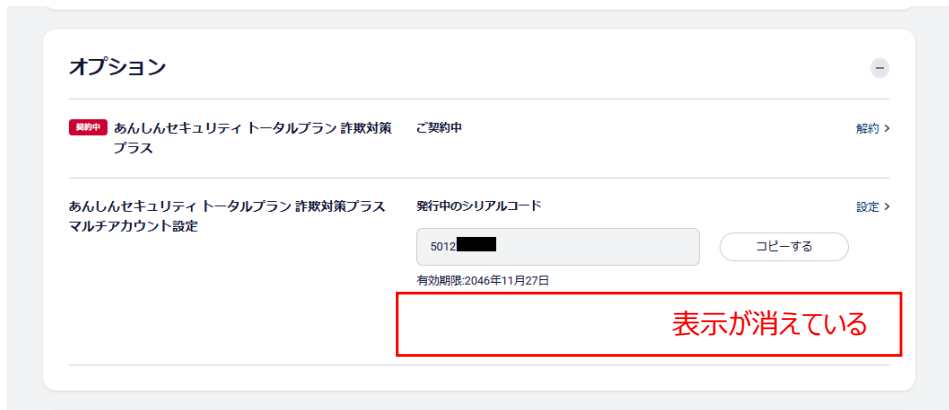 オプション
契約中
あんしんセキュリティ トータルプラン 詐欺対策
プラス
ご契約中
解約
あんしんセキュリティ トータルプラン 詐欺対策プラス
マルチアカウント設定
発行中のシリアルコード
設定
5012
コピーする
有効期限:2046年11月27日
表示が消えている